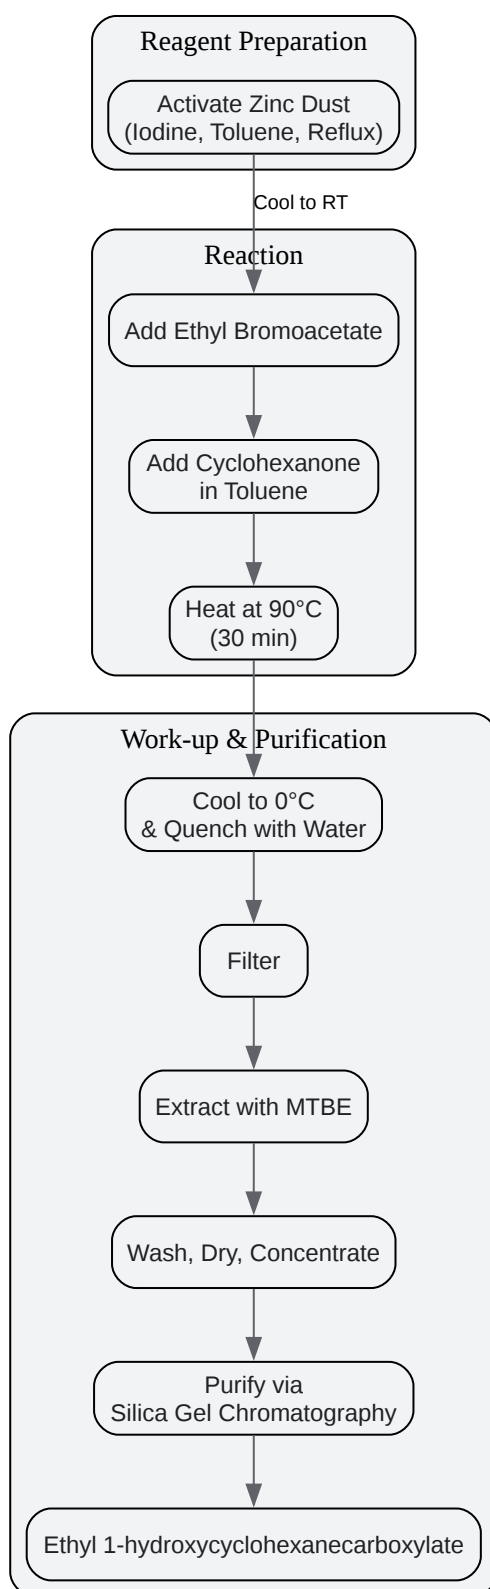 Reagent Preparation
Activate Zinc Dust
(Iodine, Toluene, Reflux)
Cool to RT
Reaction
Add Ethyl Bromoacetate
Add Cyclohexanone
in Toluene
Heat at 90°C
(30 min)
Work-up & Purification
Cool to 0°C
& Quench with Water
Filter
Extract with MTBE
Wash, Dry, Concentrate
Purify via
Silica Gel Chromatography
Ethyl 1-hydroxycyclohexanecarboxylate